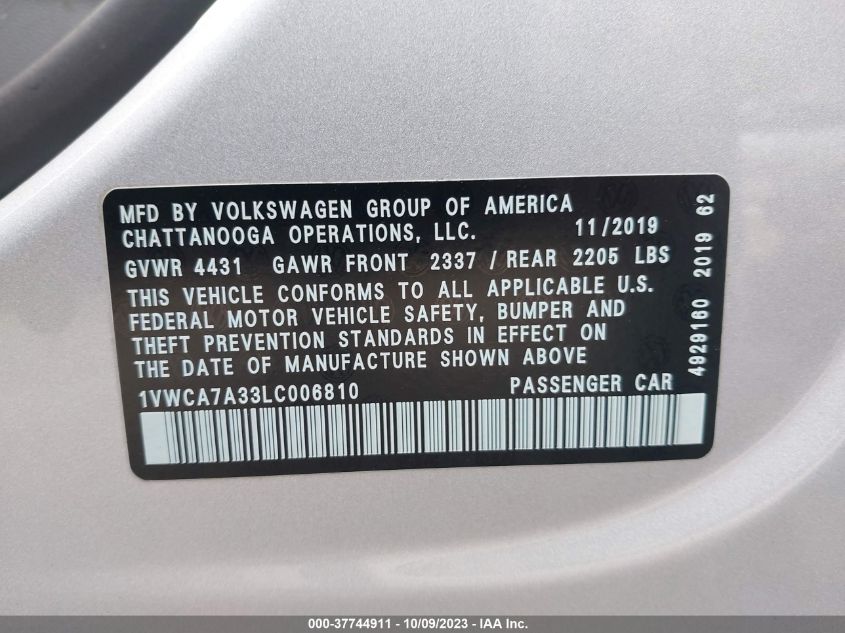 MFD BY VOLKSWAGEN GROUP OF AMERICA
CHATTANOOGA OPERATIONS, LLC. 11/2019
GVWR 4431 GAWR FRONT 2337 / REAR 2205 LBS
THIS VEHICLE CONFORMS TO ALL APPLICABLE U.S.
FEDERAL MOTOR VEHICLE SAFETY, BUMPER AND
THEFT PREVENTION STANDARDS IN EFFECT ON
THE DATE OF MANUFACTURE SHOWN ABOVE
1VWCA7A33LC006810 PASSENGER CAR
4929160 2019 62
000-37744911 - 10/09/2023 - IAA Inc.